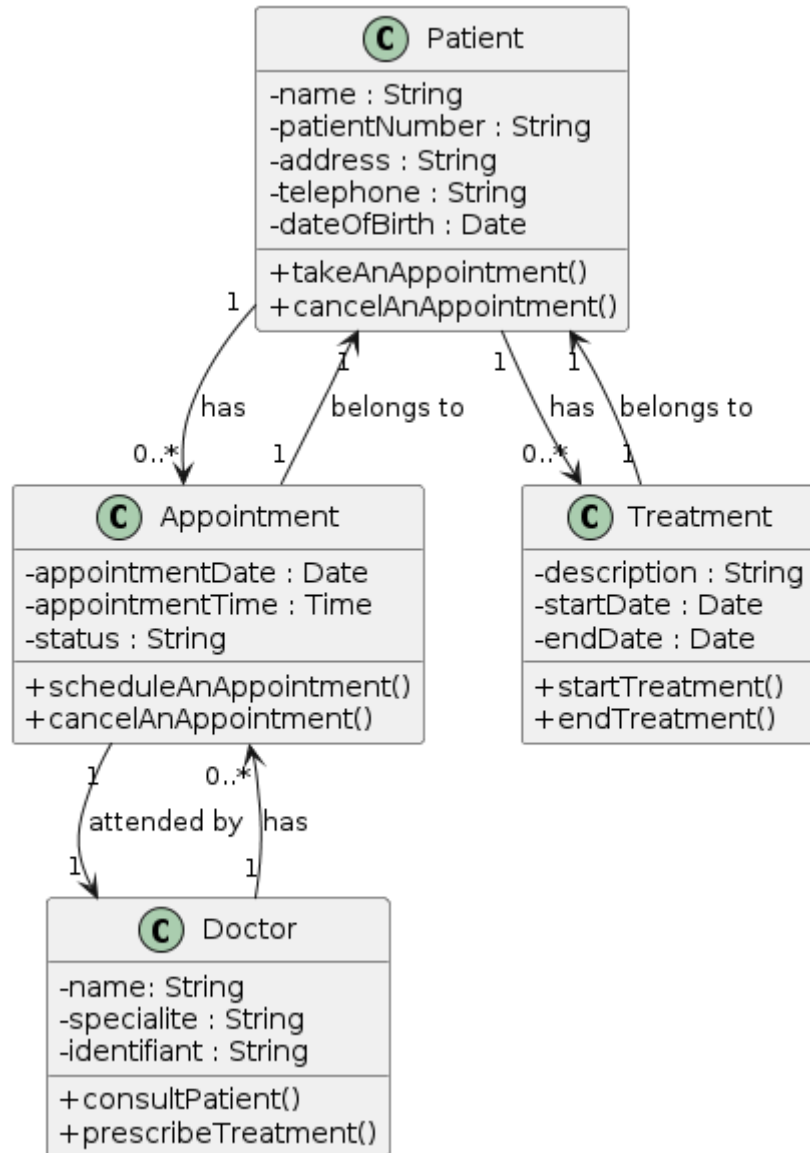 C Patient
-name : String
-patientNumber : String
-address : String
-telephone : String
-dateOfBirth : Date
+takeAnAppointment()
+cancelAnAppointment()
1
1
1
1
has
belongs to
has
belongs to
0..*
1
0..*
1
C Appointment
-appointmentDate : Date
-appointmentTime : Time
-status : String
+scheduleAnAppointment()
+cancelAnAppointment()
C Treatment
-description : String
-startDate : Date
-endDate : Date
+startTreatment()
+endTreatment()
1
0..*
attended by
has
1
1
C Doctor
-name: String
-specialite : String
-identifiant : String
+consultPatient()
+prescribeTreatment()